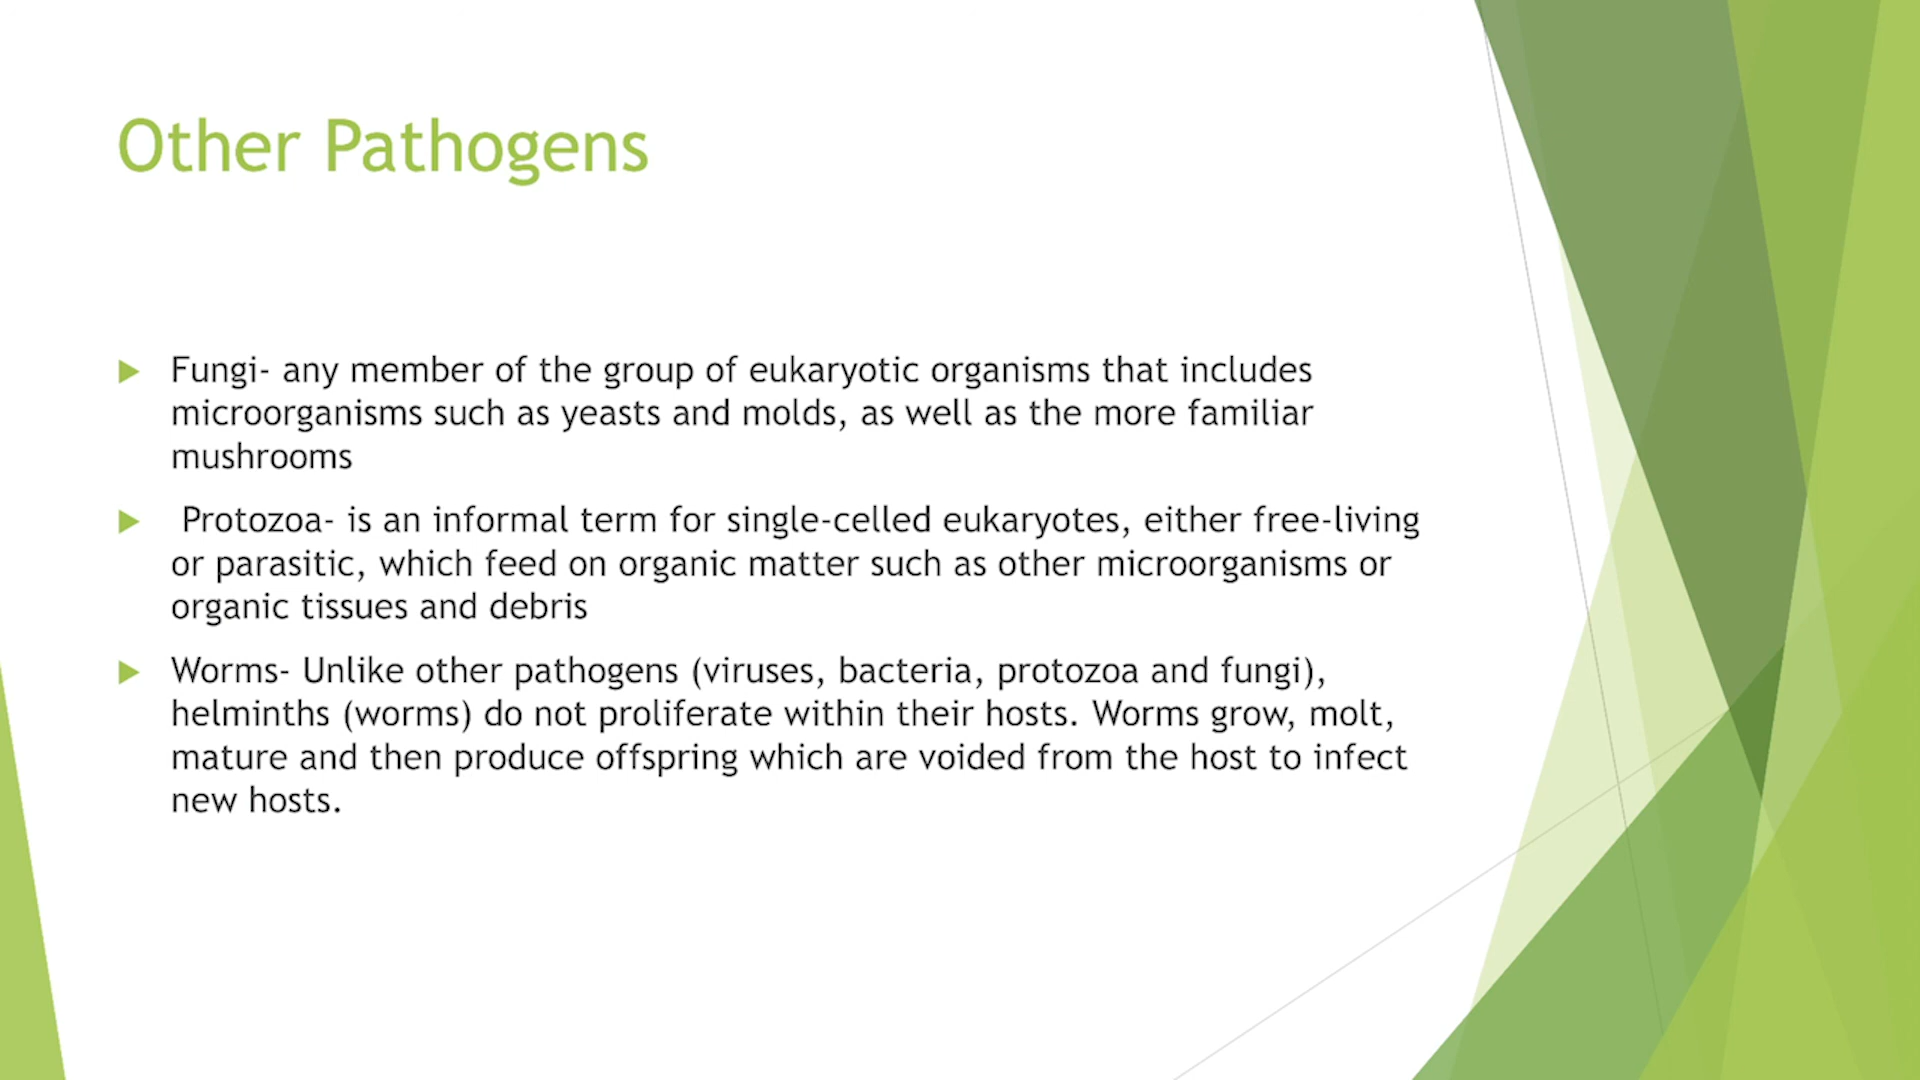 Other Pathogens
Fungi- any member of the group of eukaryotic organisms that includes
microorganisms such as yeasts and molds, as well as the more familiar
mushrooms
Protozoa- is an informal term for single-celled eukaryotes, either free-living
or parasitic, which feed on organic matter such as other microorganisms or
organic tissues and debris
Worms- Unlike other pathogens (viruses, bacteria, protozoa and fungi),
helminths (worms) do not proliferate within their hosts. Worms grow, molt,
mature and then produce offspring which are voided from the host to infect
new hosts.